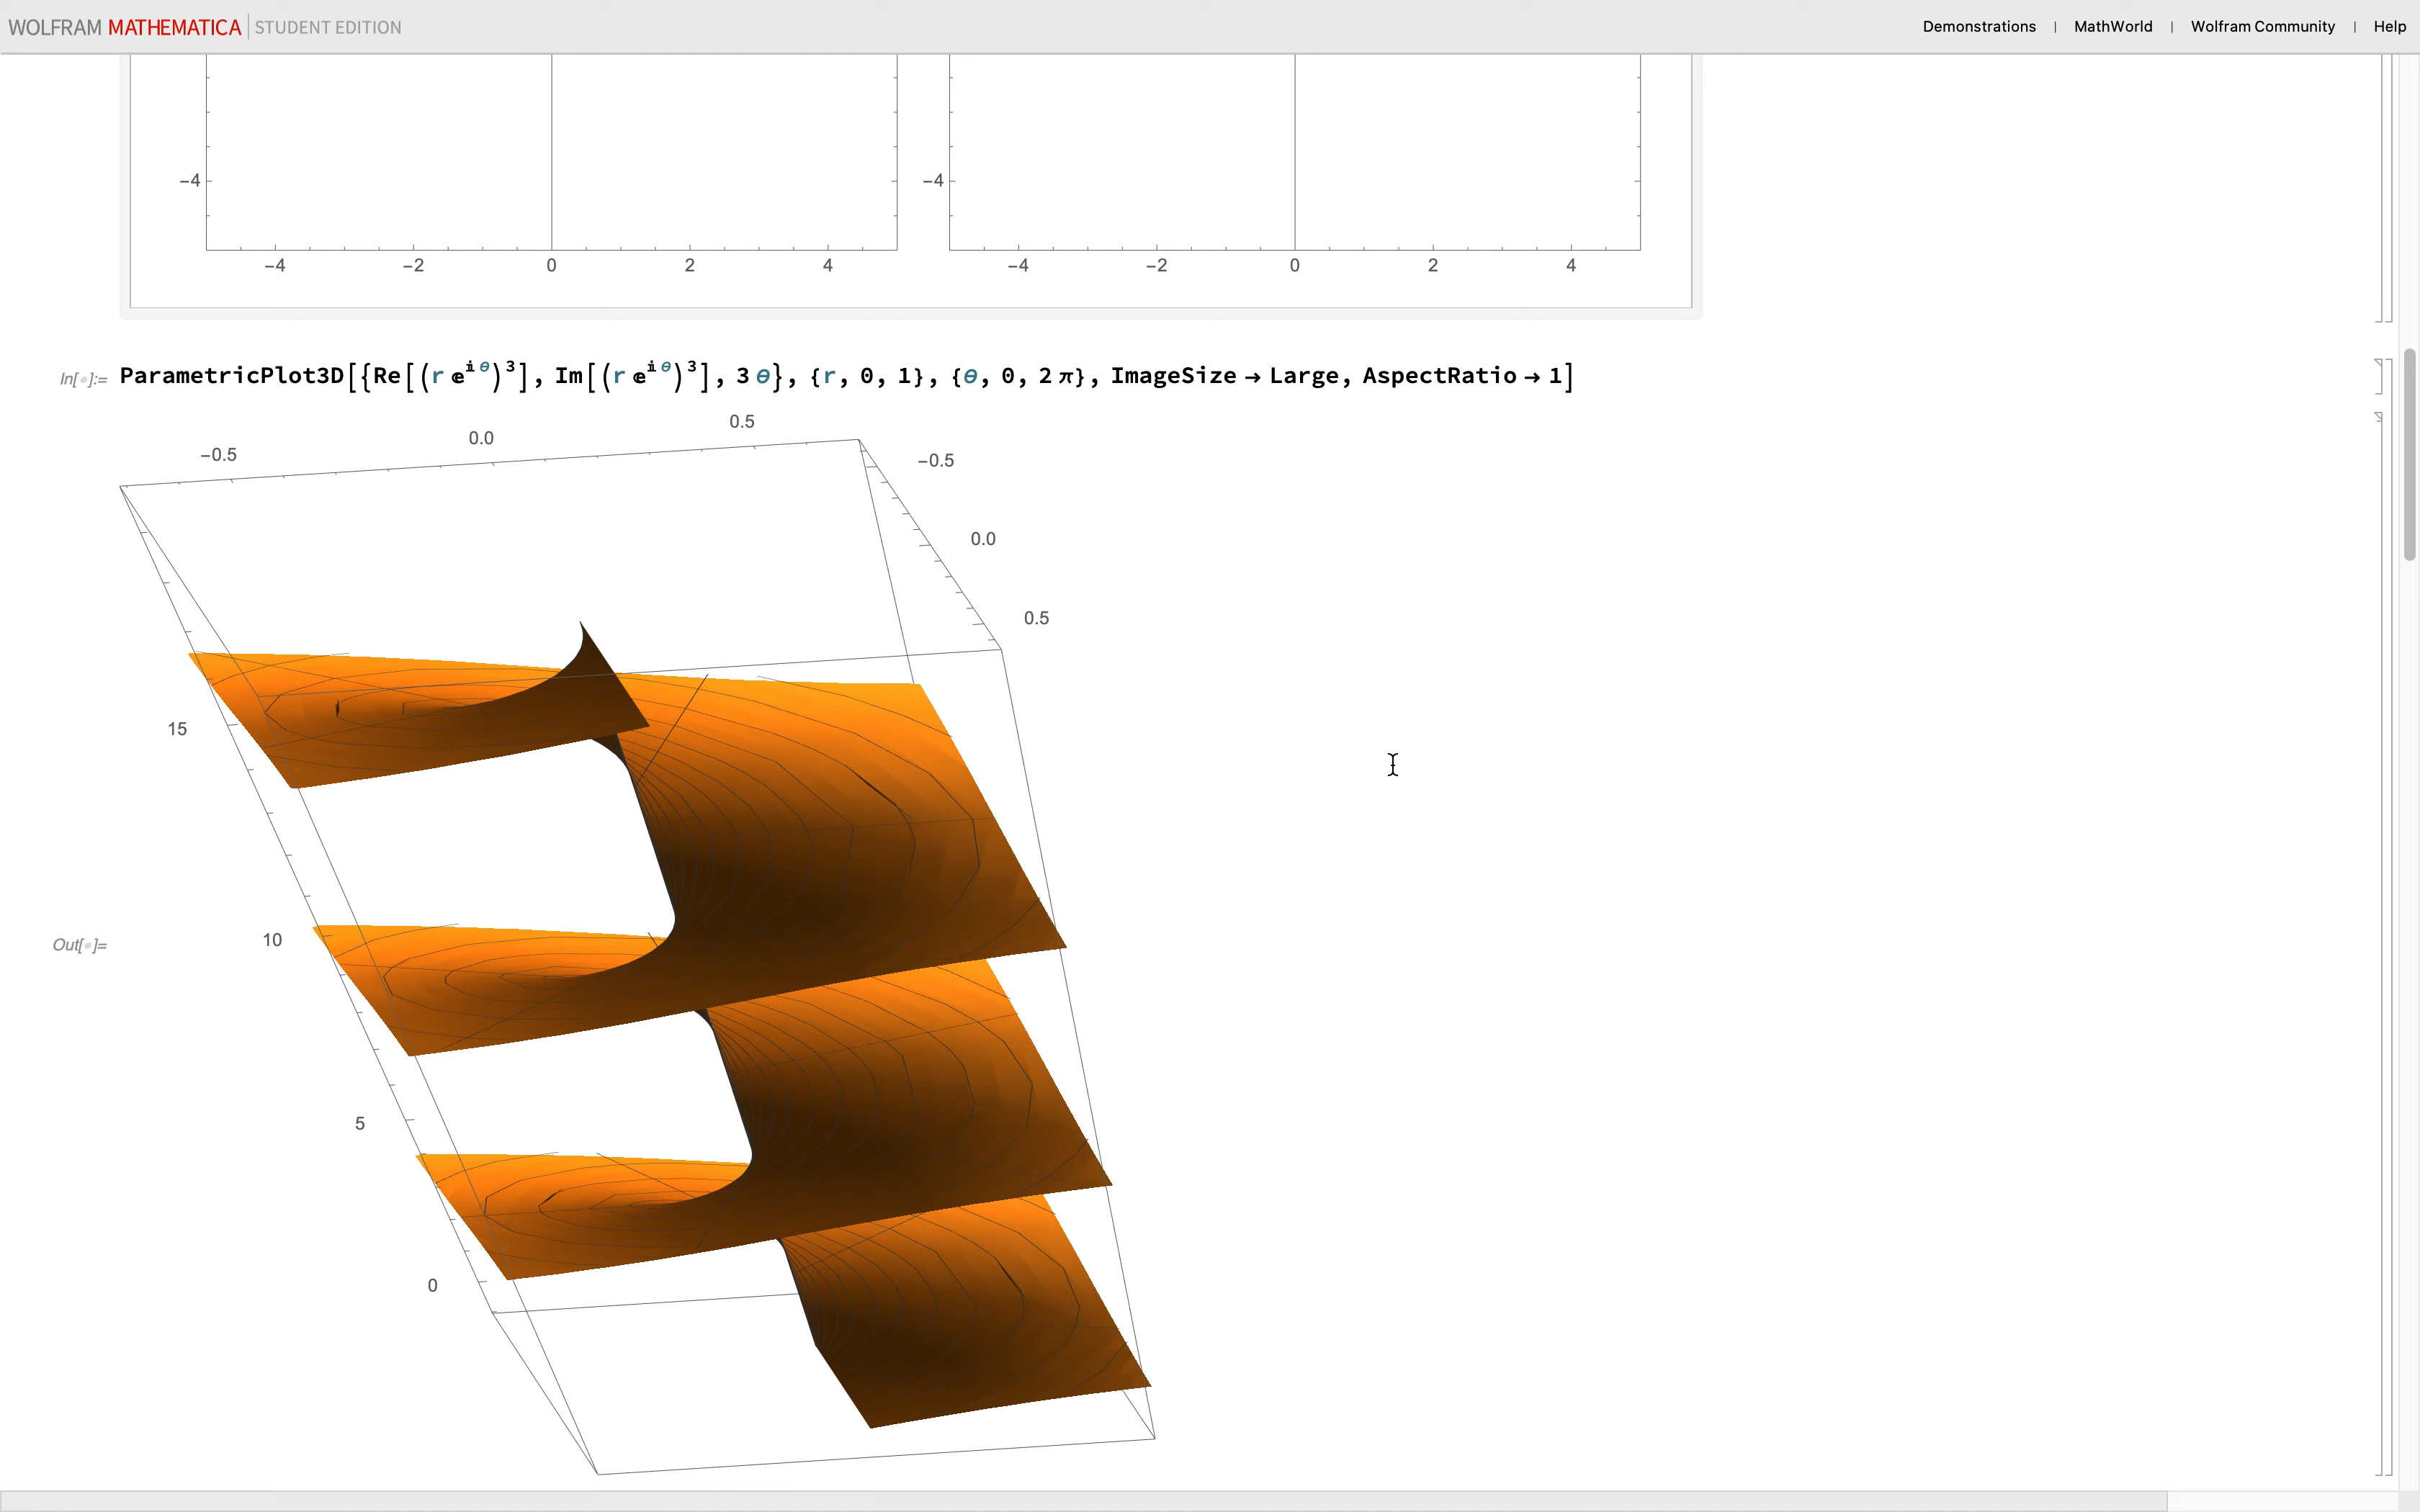 WOLFRAM MATHEMATICA | STUDENT EDITION
Demonstrations | MathWorld | Wolfram Community | Help
-4 -4
-4 -2 0 2 4 -4 -2 0 2 4
In[•]:= ParametricPlot3D[{Re[(r ⅇ^(ⅈ θ))^3], Im[(r ⅇ^(ⅈ θ))^3], 3 θ}, {r, 0, 1}, {θ, 0, 2 π}, ImageSize → Large, AspectRatio → 1]
-0.5 0.0 0.5
-0.5
0.0
0.5
15
10
Out[•]=
5
0